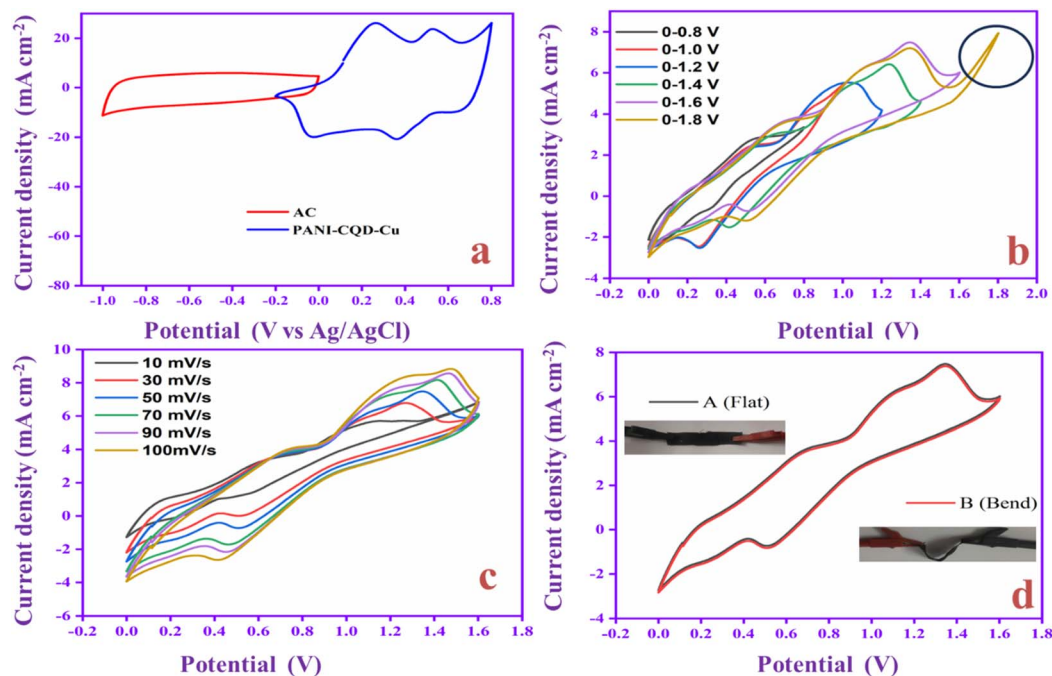 Current density (mA cm-2)
20
0
-20
-40
-60
-80
AC
PANI-CQD-Cu
a
-1.0 -0.8 -0.6 -0.4 -0.2 0.0 0.2 0.4 0.6 0.8
Potential (V vs Ag/AgCl)
Current density (mA cm-2)
8
6
4
2
0
-2
-4
0-0.8 V
0-1.0 V
0-1.2 V
0-1.4 V
0-1.6 V
0-1.8 V
b
-0.2 0.0 0.2 0.4 0.6 0.8 1.0 1.2 1.4 1.6 1.8 2.0
Potential (V)
Current density (mA cm-2)
10
8
6
4
2
0
-2
-4
-6
10 mV/s
30 mV/s
50 mV/s
70 mV/s
90 mV/s
100mV/s
c
-0.2 0.0 0.2 0.4 0.6 0.8 1.0 1.2 1.4 1.6 1.8
Potential (V)
Current density (mA cm-2)
8
6
4
2
0
-2
-4
A (Flat)
B (Bend)
d
-0.2 0.0 0.2 0.4 0.6 0.8 1.0 1.2 1.4 1.6 1.8
Potential (V)